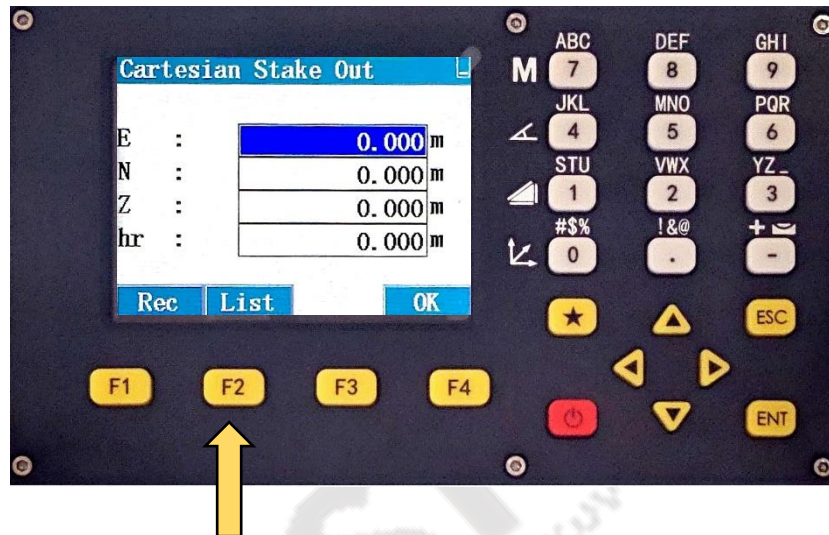 Cartesian Stake Out
E : 0.000 m
N : 0.000 m
Z : 0.000 m
hr : 0.000 m
Rec List OK
F1 F2 F3 F4
ABC DEF GHI
M 7 8 9
JKL MNO PQR
4 5 6
STU VWX YZ_
1 2 3
#$% !&@ +
0 . -
★ ESC
ENT